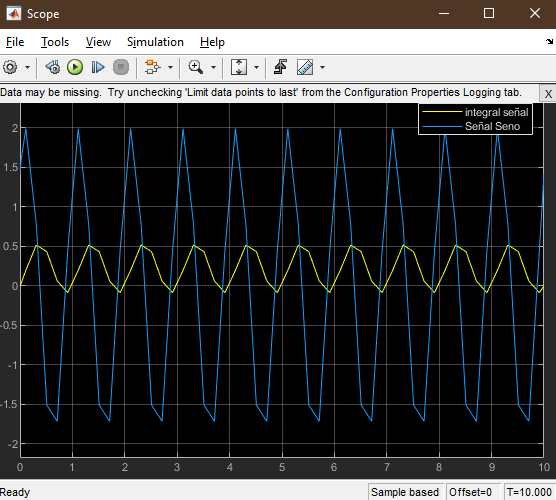 Scope
File Tools View Simulation Help
Data may be missing. Try unchecking 'Limit data points to last' from the Configuration Properties Logging tab. X
integral señal
Señal Seno
2
1.5
1
0.5
0
-0.5
-1
-1.5
-2
0 1 2 3 4 5 6 7 8 9 10
Ready Sample based Offset=0 T=10.000